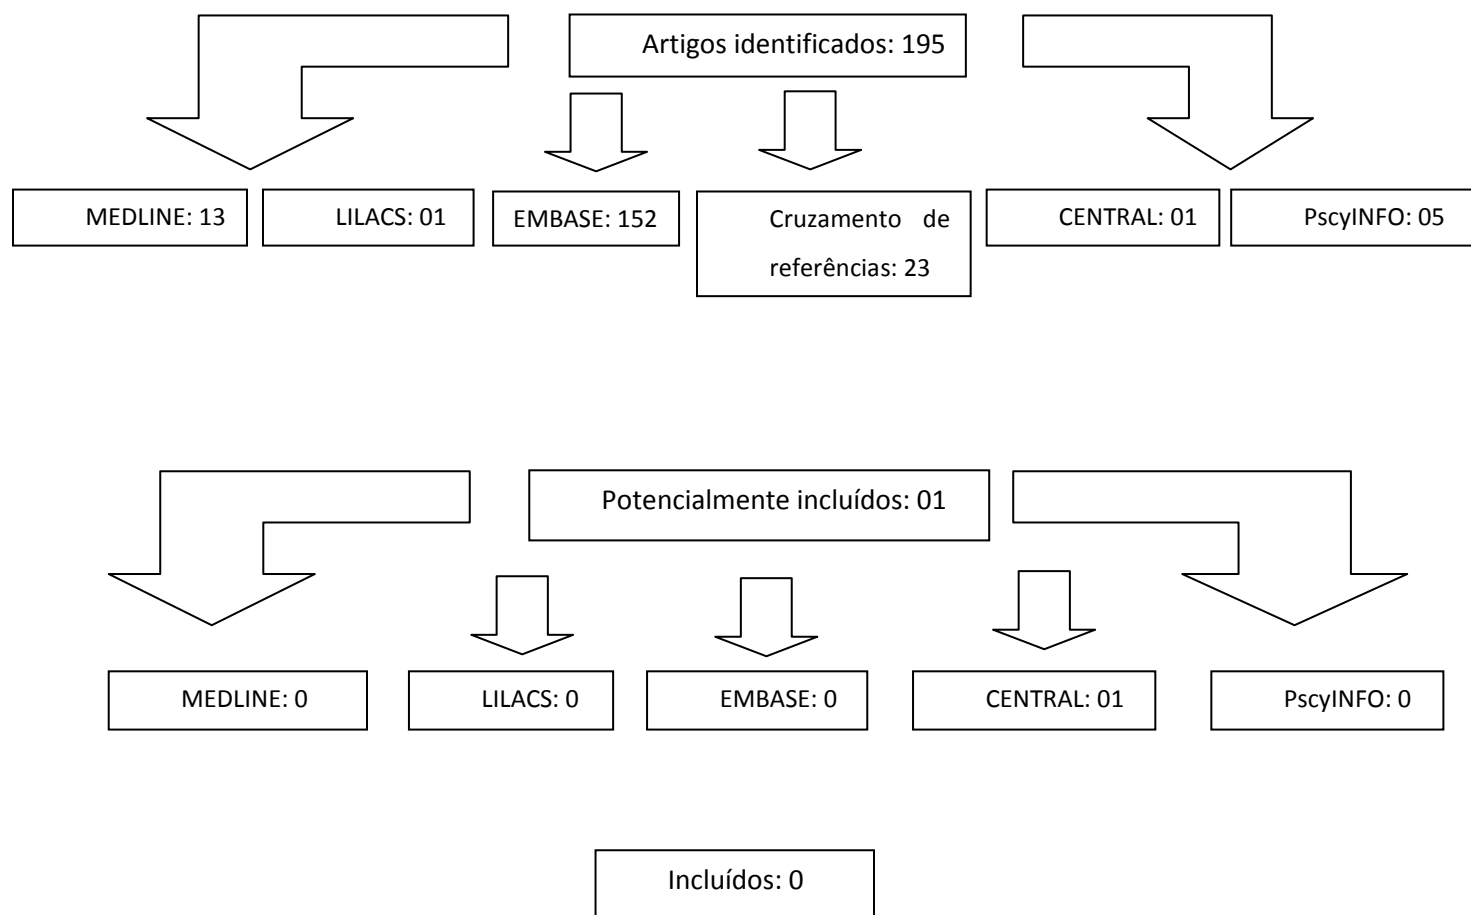 Artigos identificados: 195
MEDLINE: 13
LILACS: 01
EMBASE: 152
Cruzamento de
referências: 23
CENTRAL: 01
PscyINFO: 05
Potencialmente incluídos: 01
MEDLINE: 0
LILACS: 0
EMBASE: 0
CENTRAL: 01
PscyINFO: 0
Incluídos: 0